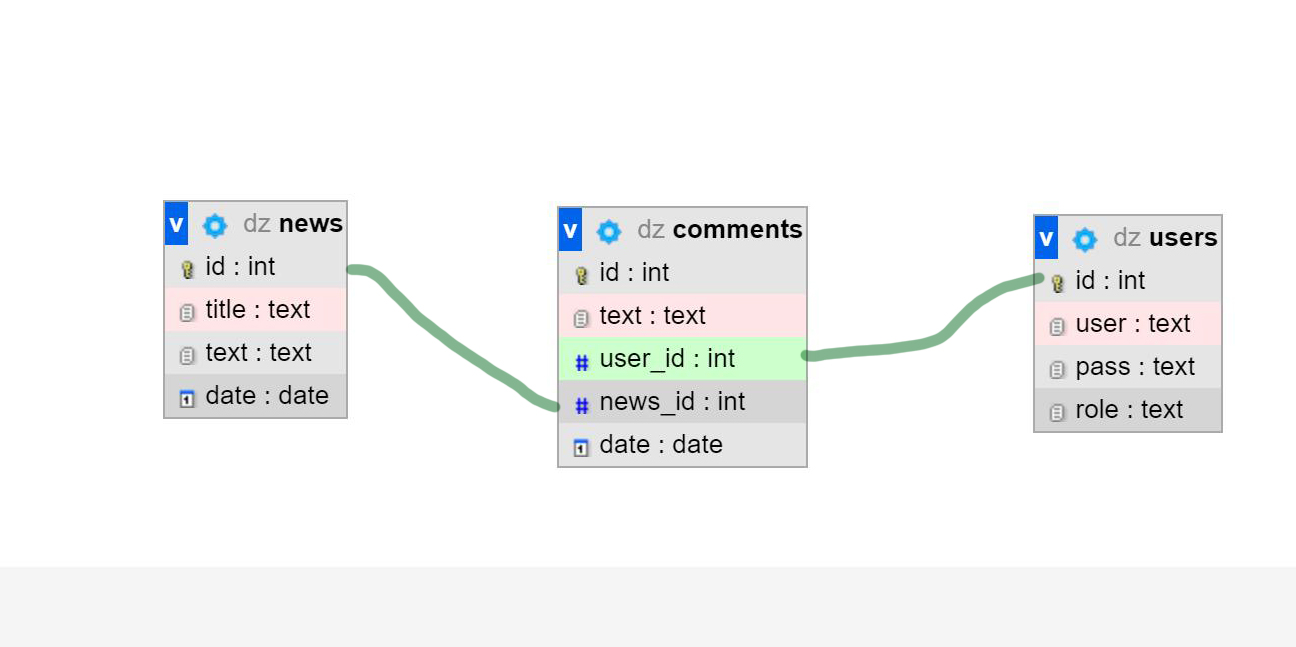 v dz news
id : int
title : text
text : text
date : date
v dz comments
id : int
text : text
# user_id : int
# news_id : int
date : date
v dz users
id : int
user : text
pass : text
role : text